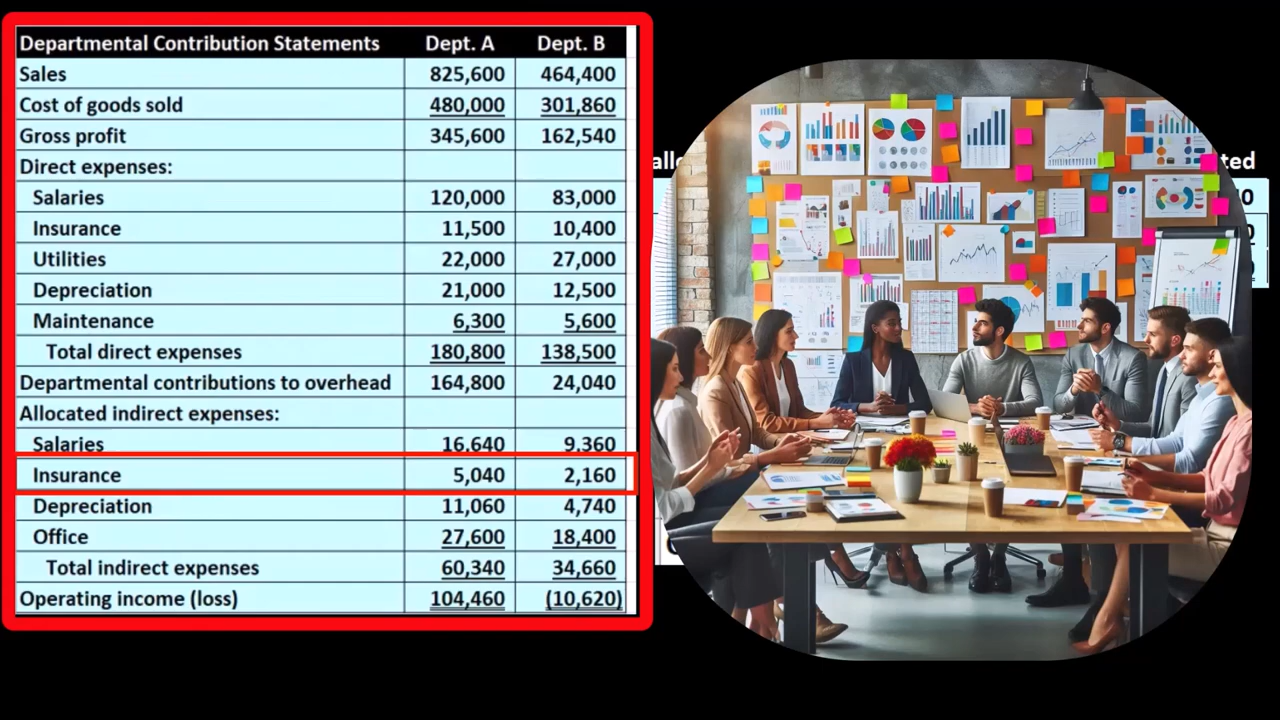 Departmental Contribution Statements Dept. A Dept. B
Sales 825,600 464,400
Cost of goods sold 480,000 301,860
Gross profit 345,600 162,540
Direct expenses:
Salaries 120,000 83,000
Insurance 11,500 10,400
Utilities 22,000 27,000
Depreciation 21,000 12,500
Maintenance 6,300 5,600
Total direct expenses 180,800 138,500
Departmental contributions to overhead 164,800 24,040
Allocated indirect expenses:
Salaries 16,640 9,360
Insurance 5,040 2,160
Depreciation 11,060 4,740
Office 27,600 18,400
Total indirect expenses 60,340 34,660
Operating income (loss) 104,460 (10,620)